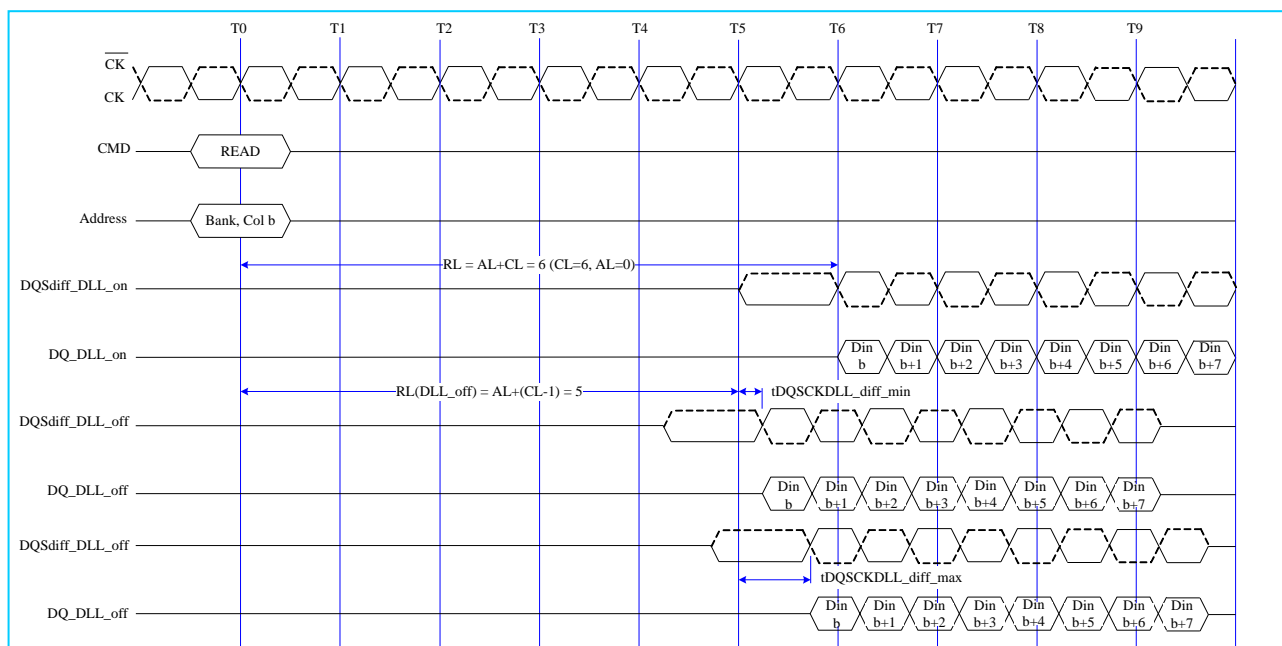 T0 T1 T2 T3 T4 T5 T6 T7 T8 T9
CK
CK
CMD READ
Address Bank, Col b
RL = AL+CL = 6 (CL=6, AL=0)
DQSdiff_DLL_on
DQ_DLL_on Din b Din b+1 Din b+2 Din b+3 Din b+4 Din b+5 Din b+6 Din b+7
RL(DLL_off) = AL+(CL-1) = 5 tDQSCKDLL_diff_min
DQSdiff_DLL_off
DQ_DLL_off Din b Din b+1 Din b+2 Din b+3 Din b+4 Din b+5 Din b+6 Din b+7
DQSdiff_DLL_off
tDQSCKDLL_diff_max
DQ_DLL_off Din b Din b+1 Din b+2 Din b+3 Din b+4 Din b+5 Din b+6 Din b+7